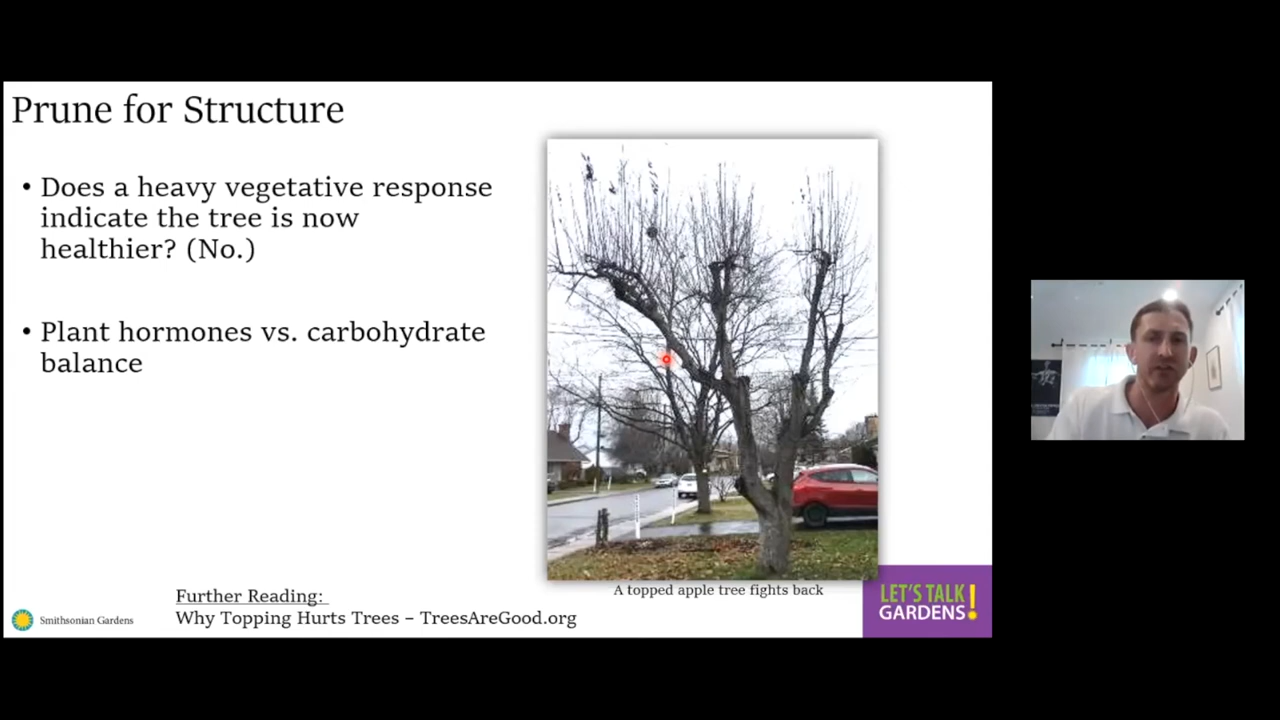 Prune for Structure
• Does a heavy vegetative response
indicate the tree is now
healthier? (No.)
• Plant hormones vs. carbohydrate
balance
A topped apple tree fights back
Further Reading:
Why Topping Hurts Trees – TreesAreGood.org
Smithsonian Gardens
LET'S TALK
GARDENS!